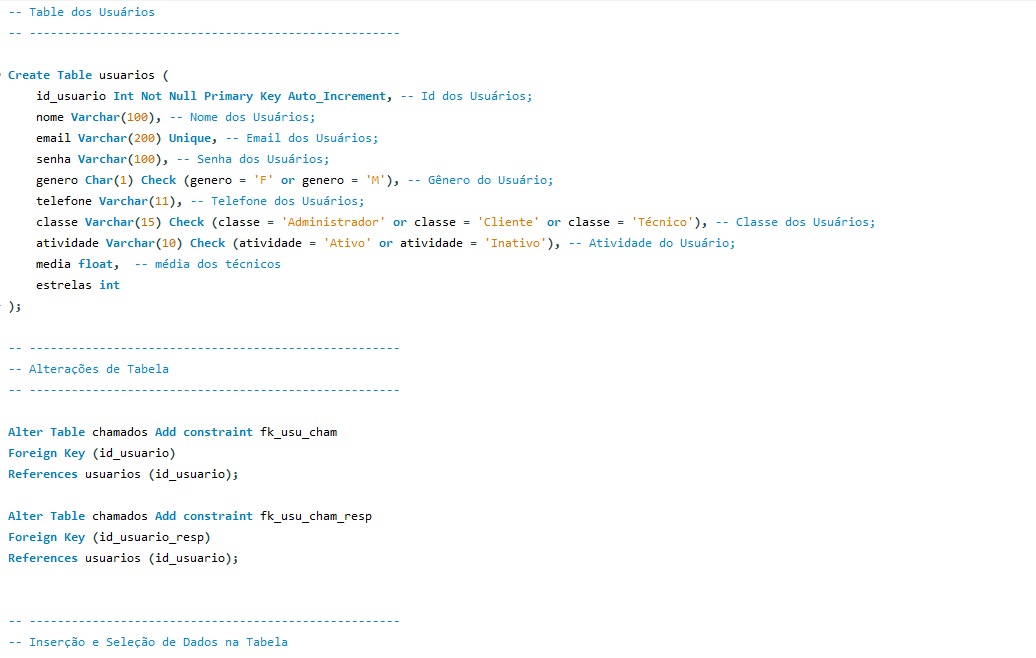 -- Table dos Usuários
-- -----------------------------------------------------
Create Table usuarios (
id_usuario Int Not Null Primary Key Auto_Increment, -- Id dos Usuários;
nome Varchar(100), -- Nome dos Usuários;
email Varchar(200) Unique, -- Email dos Usuários;
senha Varchar(100), -- Senha dos Usuários;
genero Char(1) Check (genero = 'F' or genero = 'M'), -- Gênero do Usuário;
telefone Varchar(11), -- Telefone dos Usuários;
classe Varchar(15) Check (classe = 'Administrador' or classe = 'Cliente' or classe = 'Técnico'), -- Classe dos Usuários;
atividade Varchar(10) Check (atividade = 'Ativo' or atividade = 'Inativo'), -- Atividade do Usuário;
media float,  -- média dos técnicos
estrelas int
);
-- -----------------------------------------------------
-- Alterações de Tabela
-- -----------------------------------------------------
Alter Table chamados Add constraint fk_usu_cham
Foreign Key (id_usuario)
References usuarios (id_usuario);
Alter Table chamados Add constraint fk_usu_cham_resp
Foreign Key (id_usuario_resp)
References usuarios (id_usuario);
-- -----------------------------------------------------
-- Inserção e Seleção de Dados na Tabela